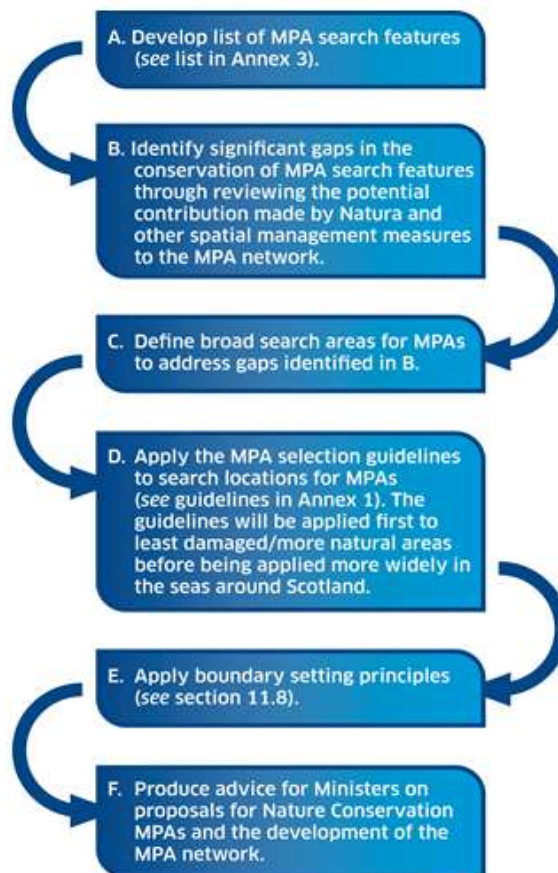 A. Develop list of MPA search features
(see list in Annex 3).
B. Identify significant gaps in the
conservation of MPA search features
through reviewing the potential
contribution made by Natura and
other spatial management measures
to the MPA network.
C. Define broad search areas for MPAs
to address gaps identified in B.
D. Apply the MPA selection guidelines
to search locations for MPAs
(see guidelines in Annex 1). The
guidelines will be applied first to
least damaged/more natural areas
before being applied more widely in
the seas around Scotland.
E. Apply boundary setting principles
(see section 11.8).
F. Produce advice for Ministers on
proposals for Nature Conservation
MPAs and the development of the
MPA network.